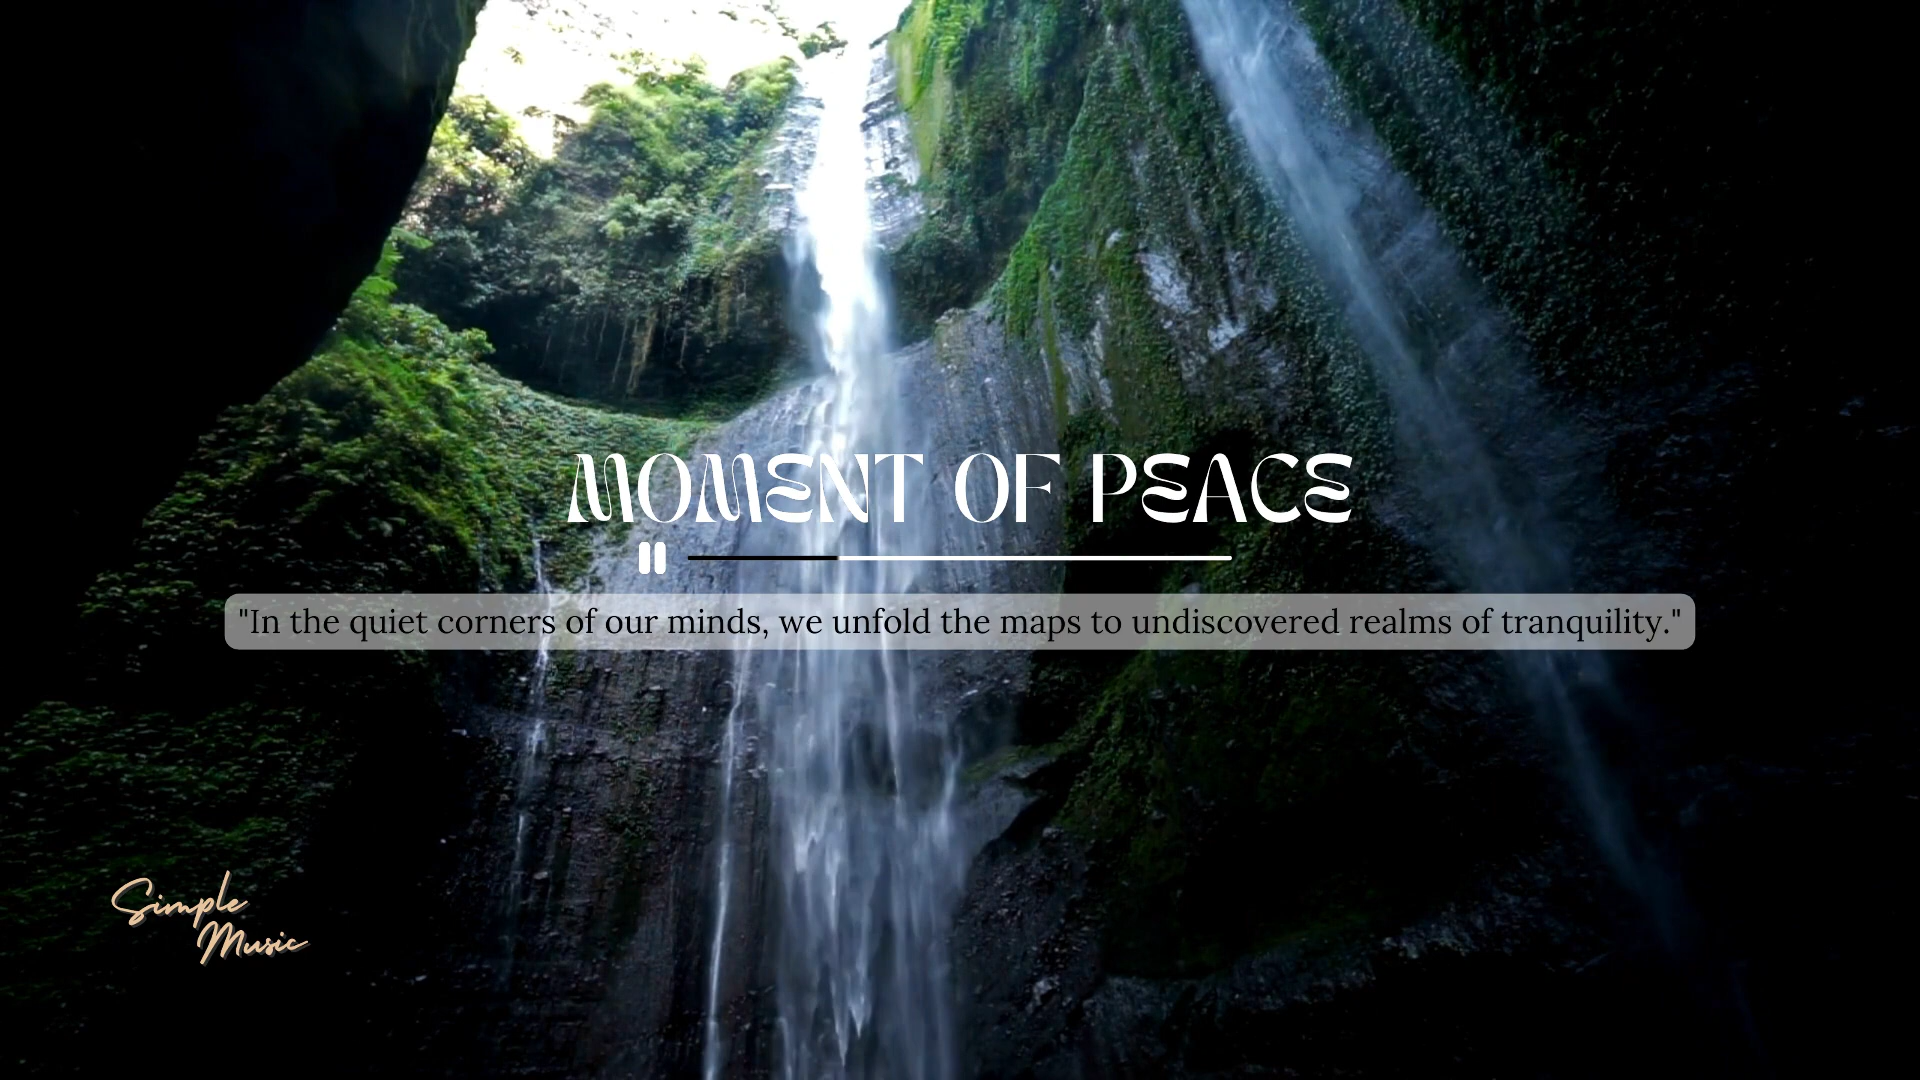 MOMENT OF PEACE
"In the quiet corners of our minds, we unfold the maps to undiscovered realms of tranquility."
Simple
Music